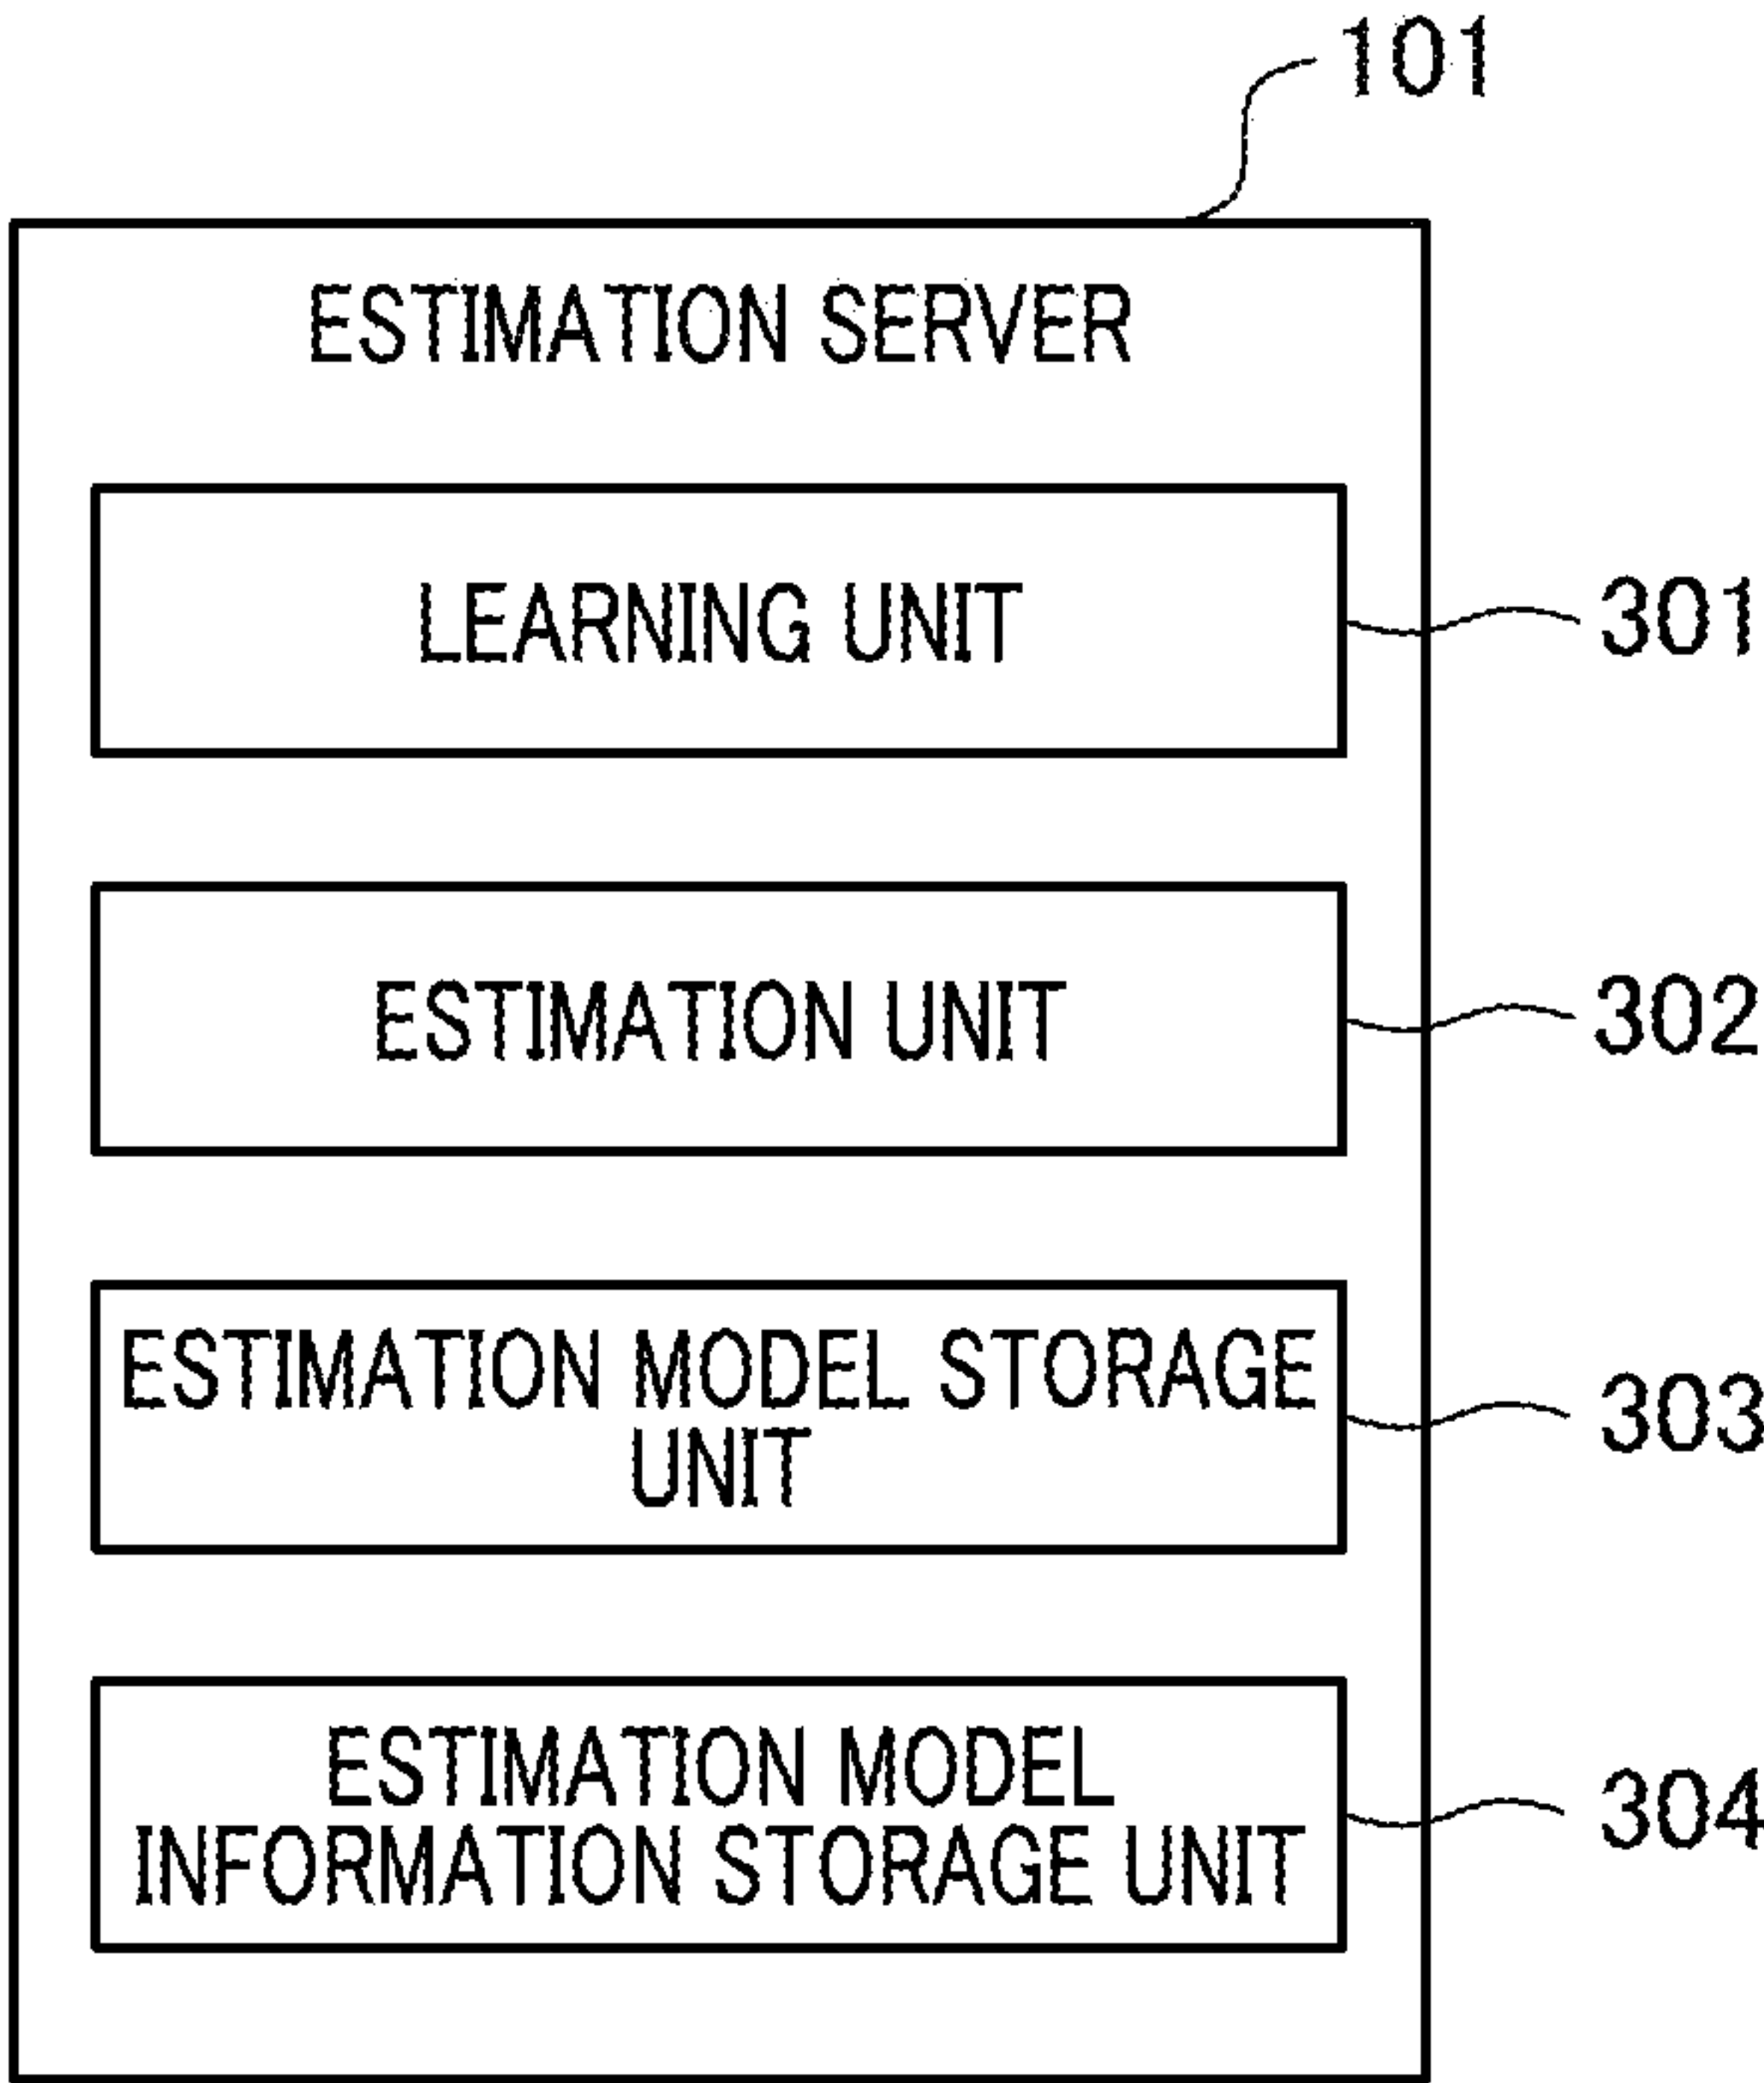 101
ESTIMATION SERVER
LEARNING UNIT
301
ESTIMATION UNIT
302
ESTIMATION MODEL STORAGE
UNIT
303
ESTIMATION MODEL
INFORMATION STORAGE UNIT
304